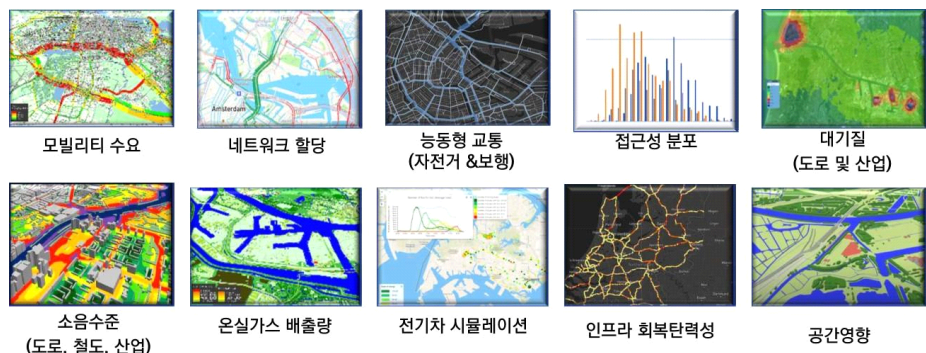 Amsterdam
모빌리티 수요
네트워크 할당
능동형 교통
(자전거 &보행)
접근성 분포
대기질
(도로 및 산업)
소음수준
(도로, 철도, 산업)
온실가스 배출량
전기차 시뮬레이션
인프라 회복탄력성
공간영향